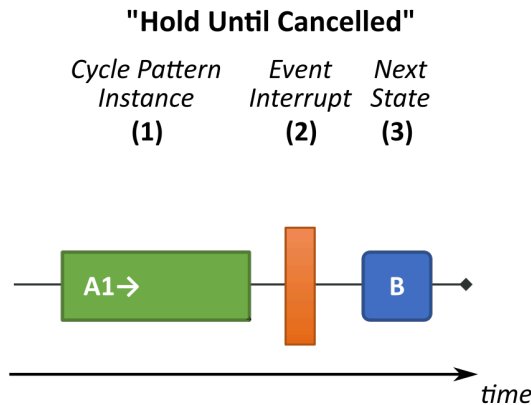 "Hold Until Cancelled"
Cycle Pattern Event Next
Instance Interrupt State
(1) (2) (3)
A1→ B
time